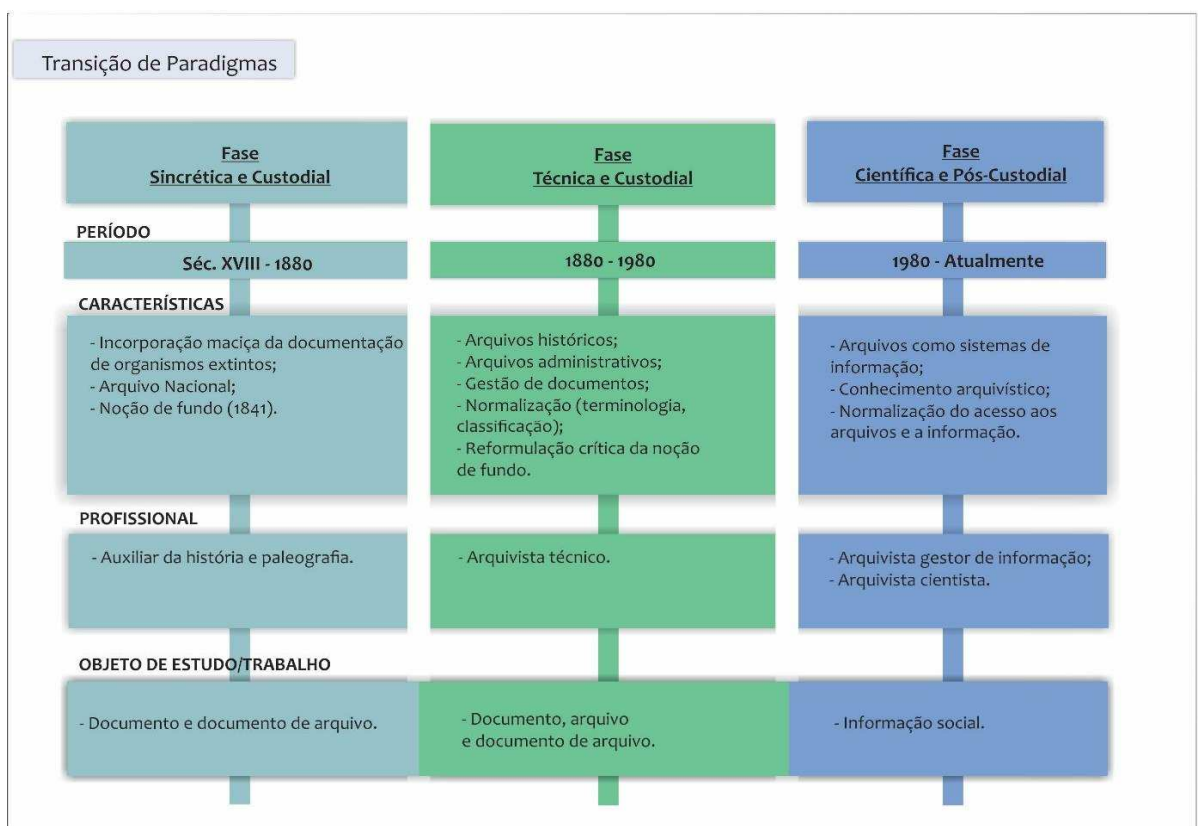 Transição de Paradigmas
Fase
Sincrética e Custodial
Fase
Técnica e Custodial
Fase
Científica e Pós-Custodial
PERÍODO
Séc. XVIII - 1880
1880 - 1980
1980 - Atualmente
CARACTERÍSTICAS
- Incorporação maciça da documentação
de organismos extintos;
- Arquivo Nacional;
- Noção de fundo (1841).
- Arquivos históricos;
- Arquivos administrativos;
- Gestão de documentos;
- Normalização (terminologia,
classificação);
- Reformulação crítica da noção
de fundo.
- Arquivos como sistemas de
informação;
- Conhecimento arquivístico;
- Normalização do acesso aos
arquivos e a informação.
PROFISSIONAL
- Auxiliar da história e paleografia.
- Arquivista técnico.
- Arquivista gestor de informação;
- Arquivista cientista.
OBJETO DE ESTUDO/TRABALHO
- Documento e documento de arquivo.
- Documento, arquivo
e documento de arquivo.
- Informação social.